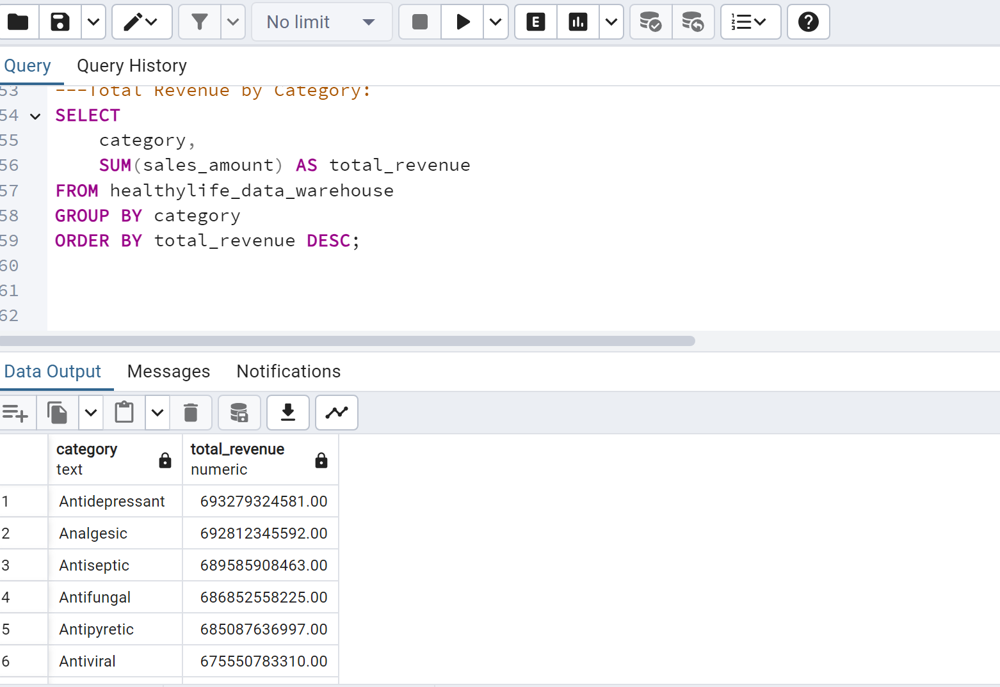 No limit
E
Query Query History
53 ---Total Revenue by Category:
54 SELECT
55 category,
56 SUM(sales_amount) AS total_revenue
57 FROM healthylife_data_warehouse
58 GROUP BY category
59 ORDER BY total_revenue DESC;
60
61
62
Data Output Messages Notifications
category total_revenue
text numeric
1 Antidepressant 693279324581.00
2 Analgesic 692812345592.00
3 Antiseptic 689585908463.00
4 Antifungal 686852558225.00
5 Antipyretic 685087636997.00
6 Antiviral 675550783310.00